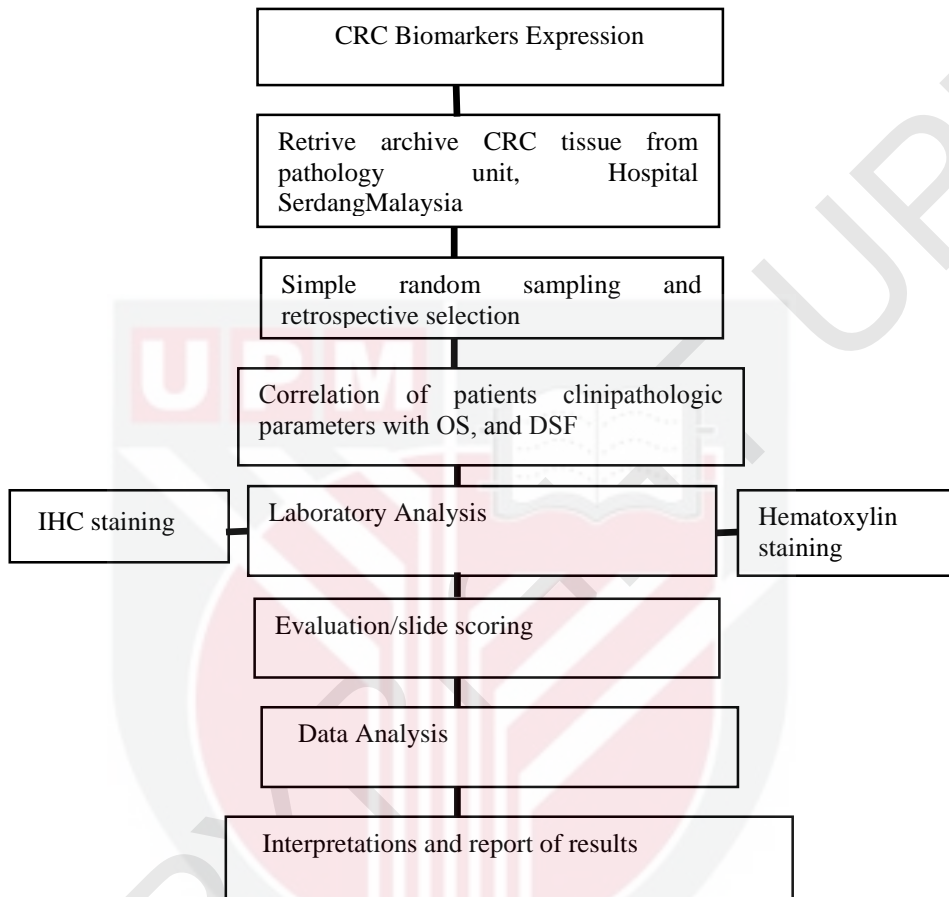 CRC Biomarkers Expression
Retrive archive CRC tissue from
pathology unit, Hospital
SerdangMalaysia
Simple random sampling and
retrospective selection
UPM
Correlation of patients clinipathologic
parameters with OS, and DSF
IHC staining
Laboratory Analysis
Hematoxylin
staining
Evaluation/slide scoring
Data Analysis
Interpretations and report of results